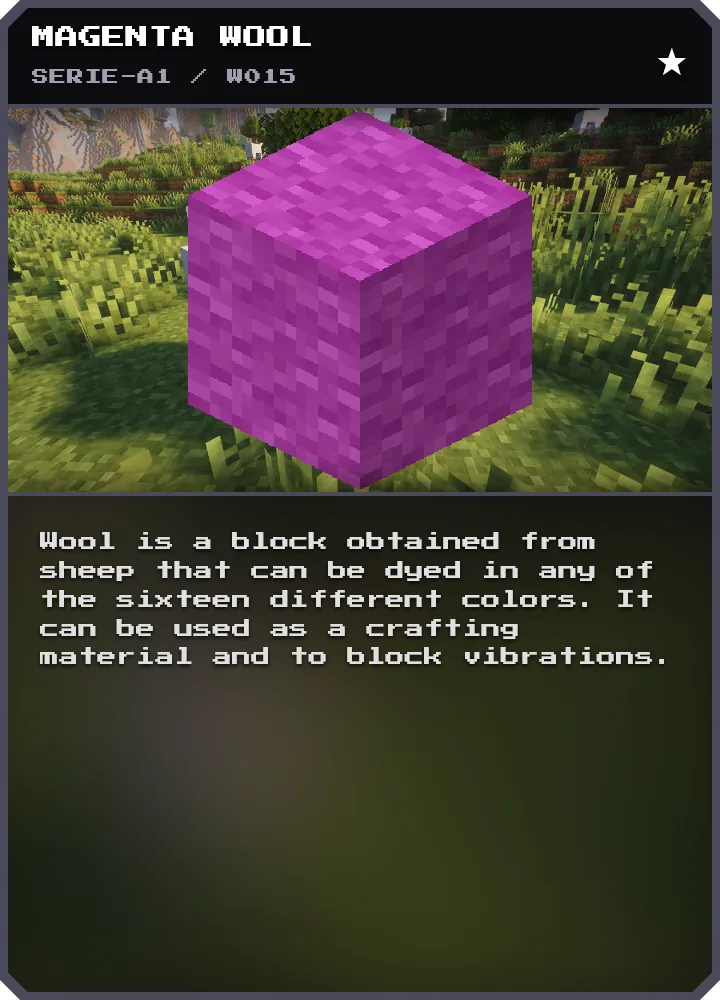 MAGENTA WOOL
SERIE-A1 / W015
Wool is a block obtained from
sheep that can be dyed in any of
the sixteen different colors. It
can be used as a crafting
material and to block vibrations.